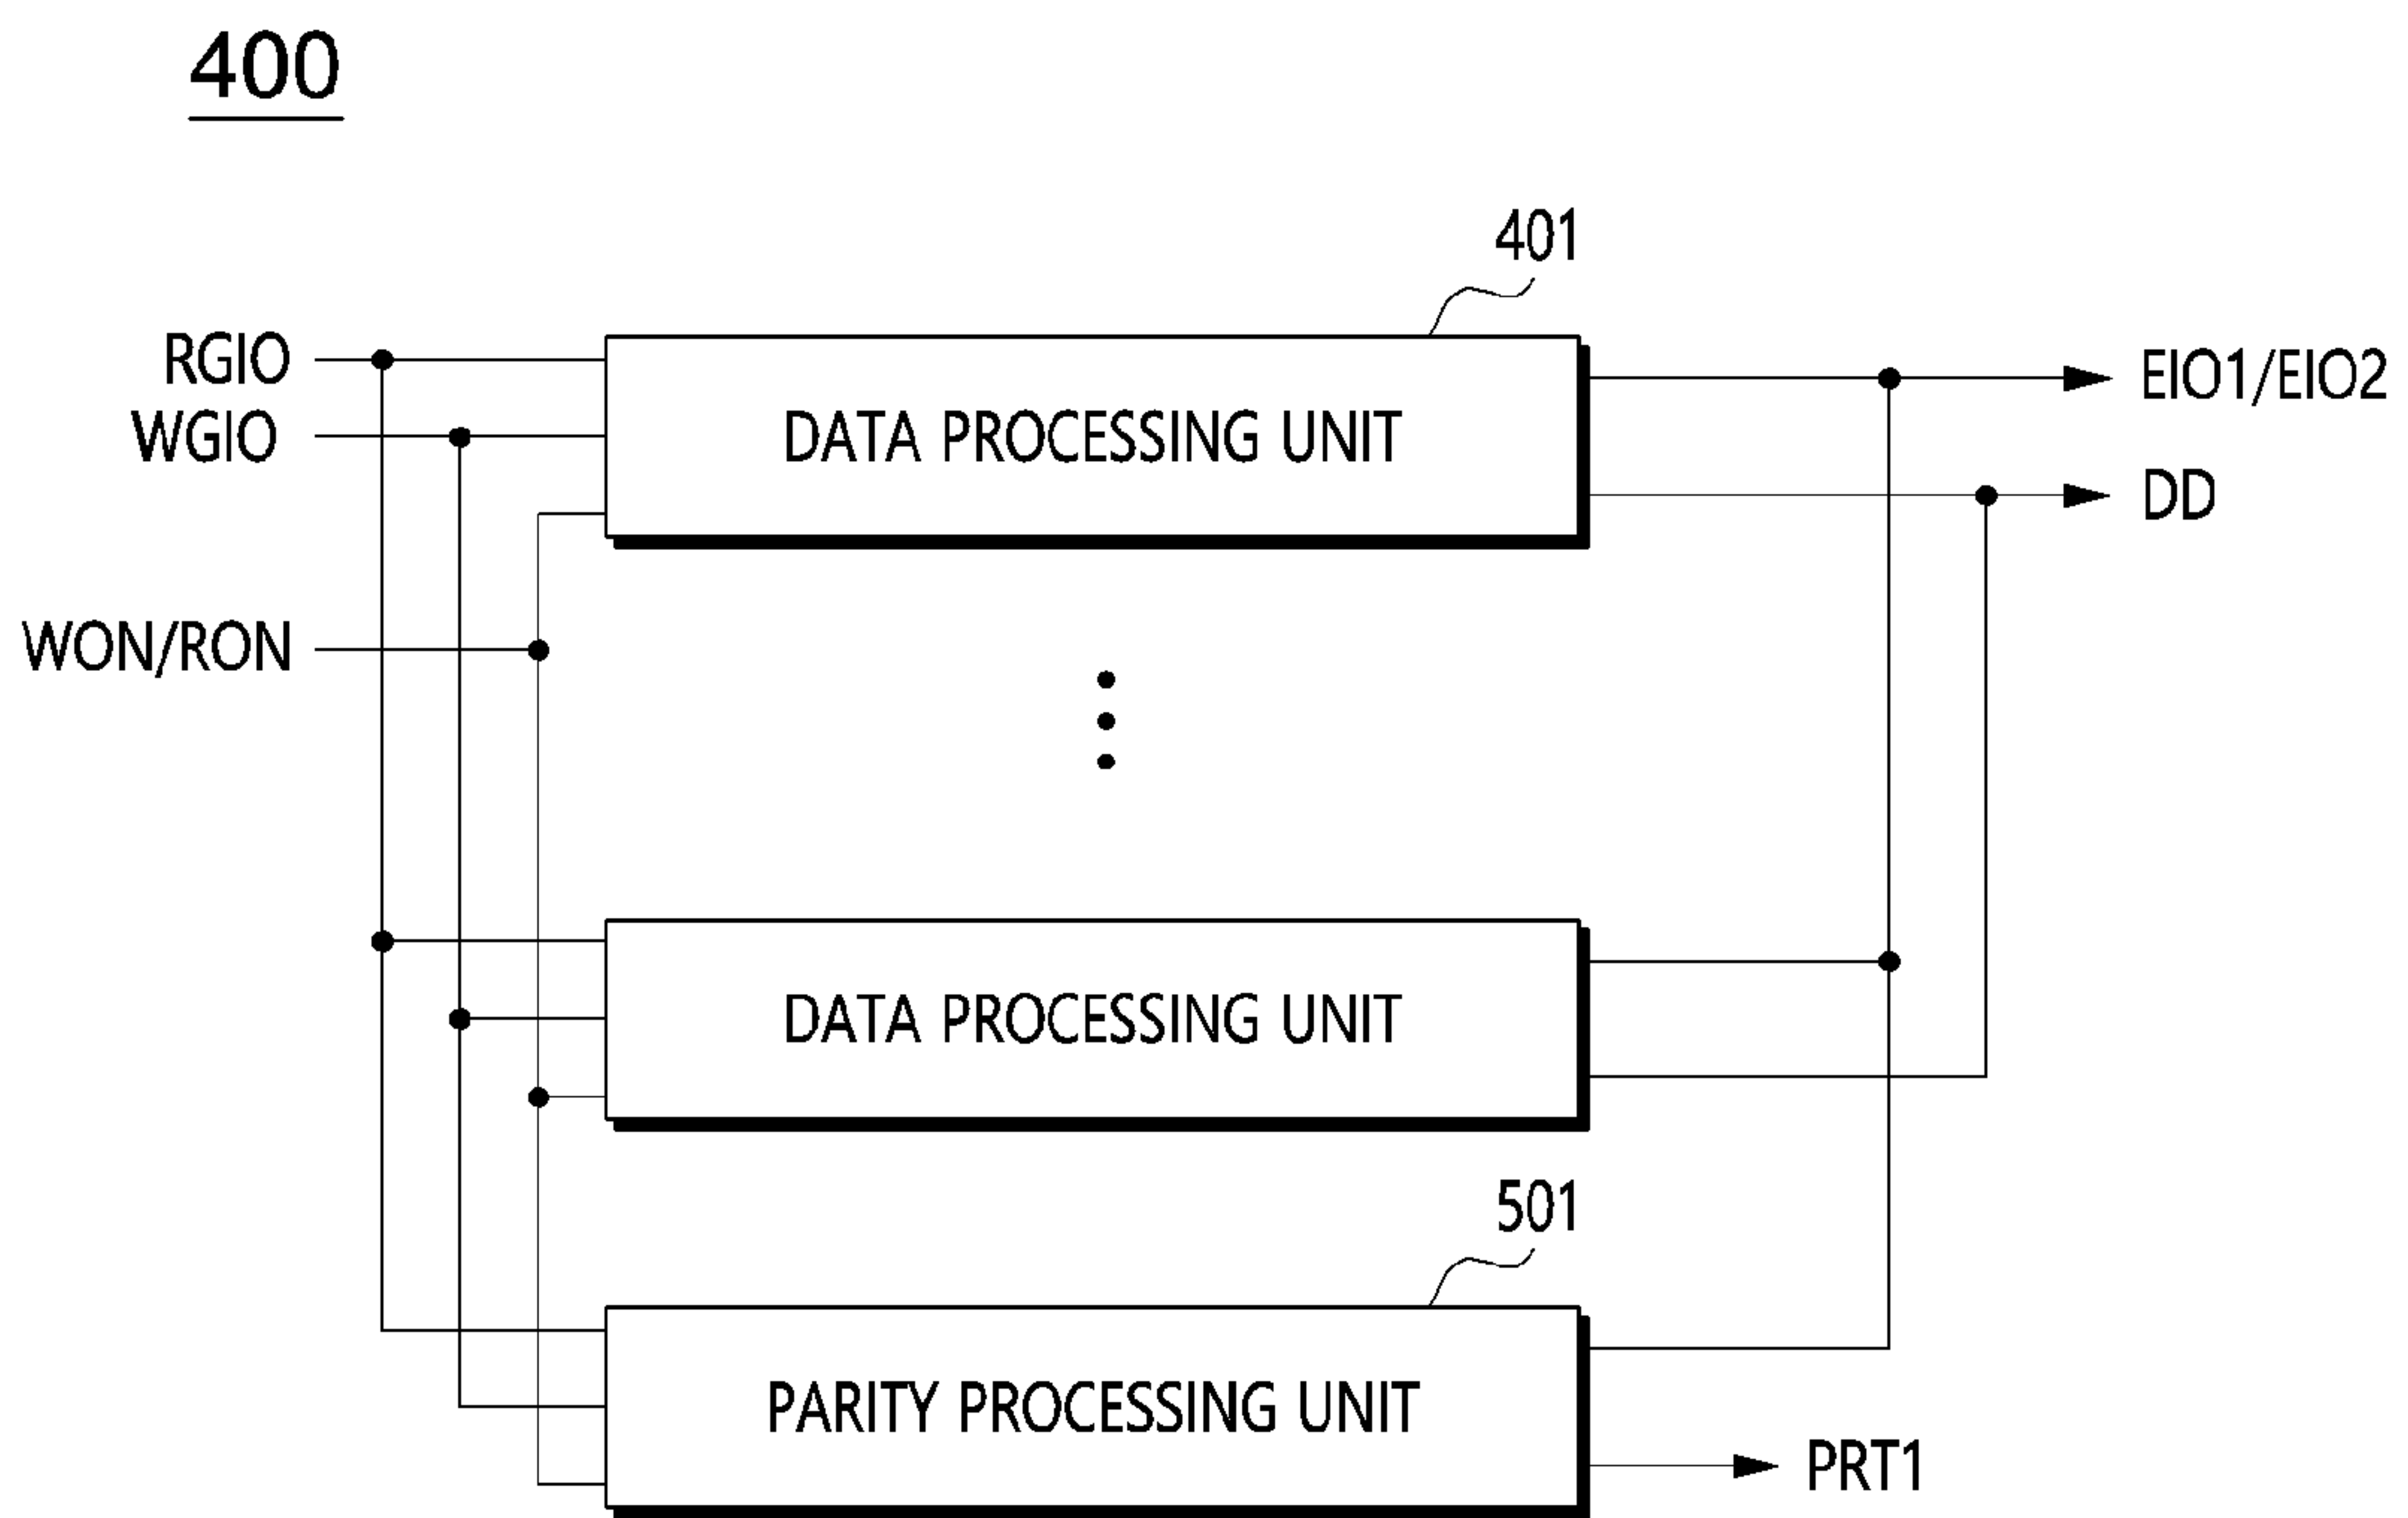 400
401
RGIO
WGIO
DATA PROCESSING UNIT
EIO1/EIO2
DD
WON/RON
DATA PROCESSING UNIT
501
PARITY PROCESSING UNIT
PRT1